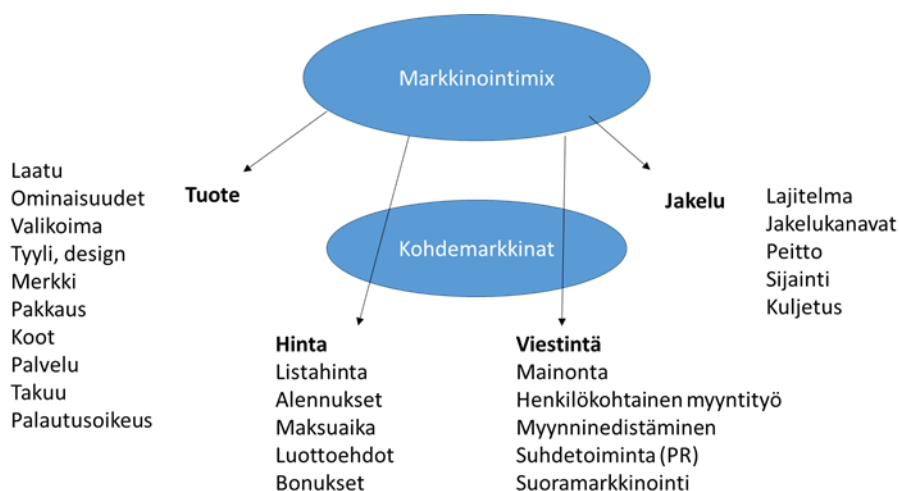 Markkinointimix
Laatu
Ominaisuudet
Valikoima
Tyyli, design
Merkki
Pakkaus
Koot
Palvelu
Takuu
Palautusoikeus
Tuote
Kohdemarkkinat
Jakelu
Lajitelma
Jakelukanavat
Peitto
Sijainti
Kuljetus
Hinta
Listahinta
Alennukset
Maksuaika
Luottoehdot
Bonukset
Viestintä
Mainonta
Henkilökohtainen myyntityö
Myynninedistäminen
Suhdetoiminta (PR)
Suoramarkkinointi